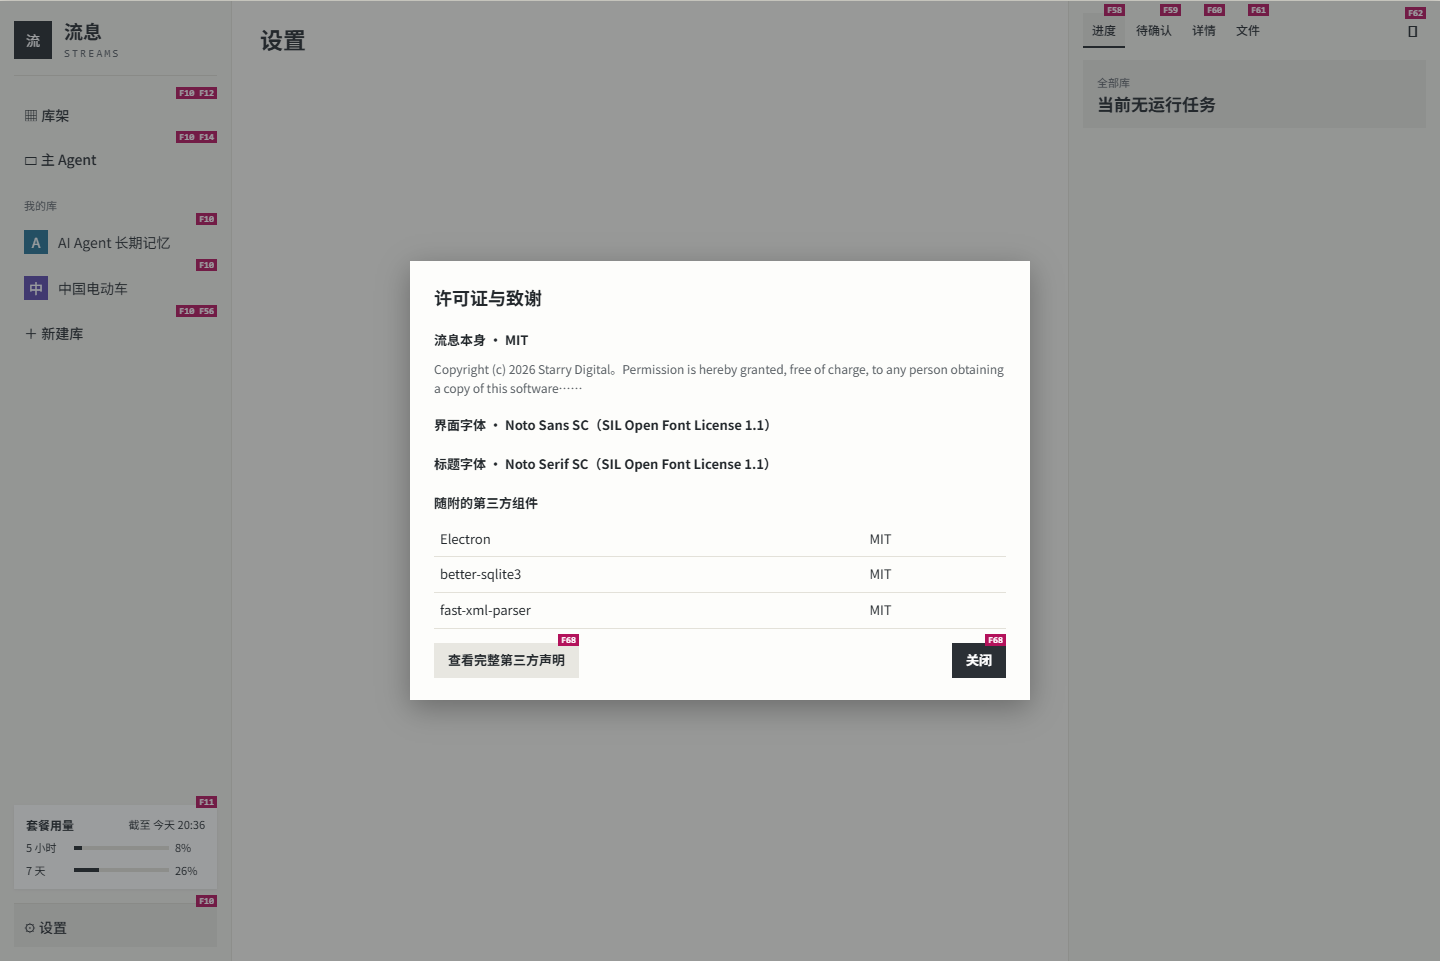 流
流息
STREAMS
F10 F12
库架
F10 F14
主 Agent
我的库
F10
A
AI Agent 长期记忆
F10
中
中国电动车
F10 F56
+ 新建库
F11
套餐用量
截至 今天 20:36
5 小时
8%
7 天
26%
F10
设置
设置
许可证与致谢
流息本身 · MIT
Copyright (c) 2026 Starry Digital。Permission is hereby granted, free of charge, to any person obtaining
a copy of this software……
界面字体 · Noto Sans SC（SIL Open Font License 1.1）
标题字体 · Noto Serif SC（SIL Open Font License 1.1）
随附的第三方组件
Electron MIT
better-sqlite3 MIT
fast-xml-parser MIT
F68
查看完整第三方声明
F68
关闭
F58 F59 F60 F61 F62
进度 待确认 详情 文件
全部库
当前无运行任务